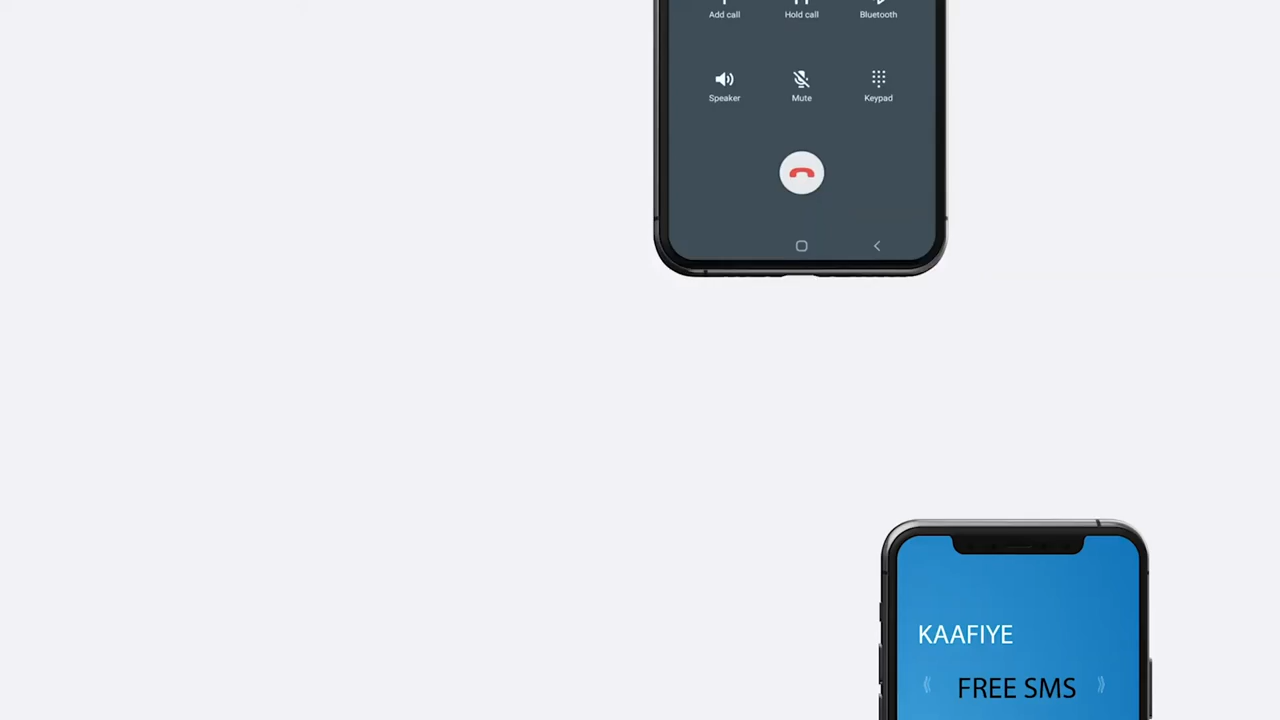 Add call Hold call Bluetooth
Speaker Mute Keypad
KAAFIYE
FREE SMS